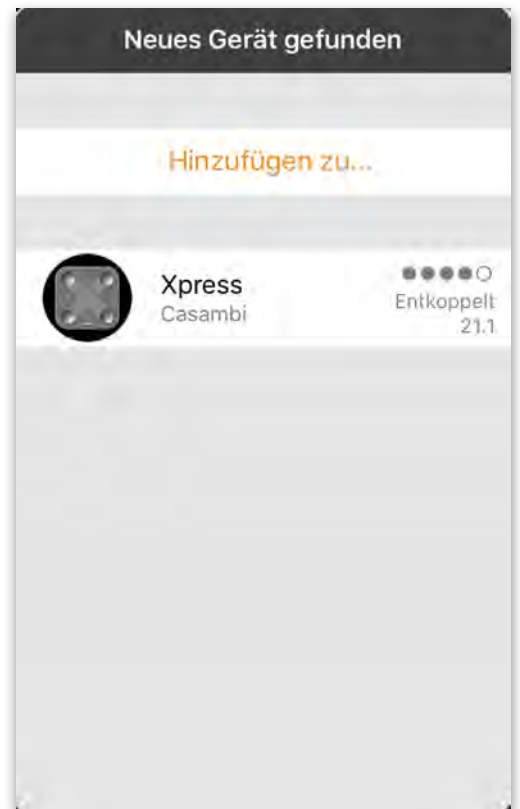 Neues Gerät gefunden
Hinzufügen zu...
Xpress
Casambi
Entkoppelt
21.1